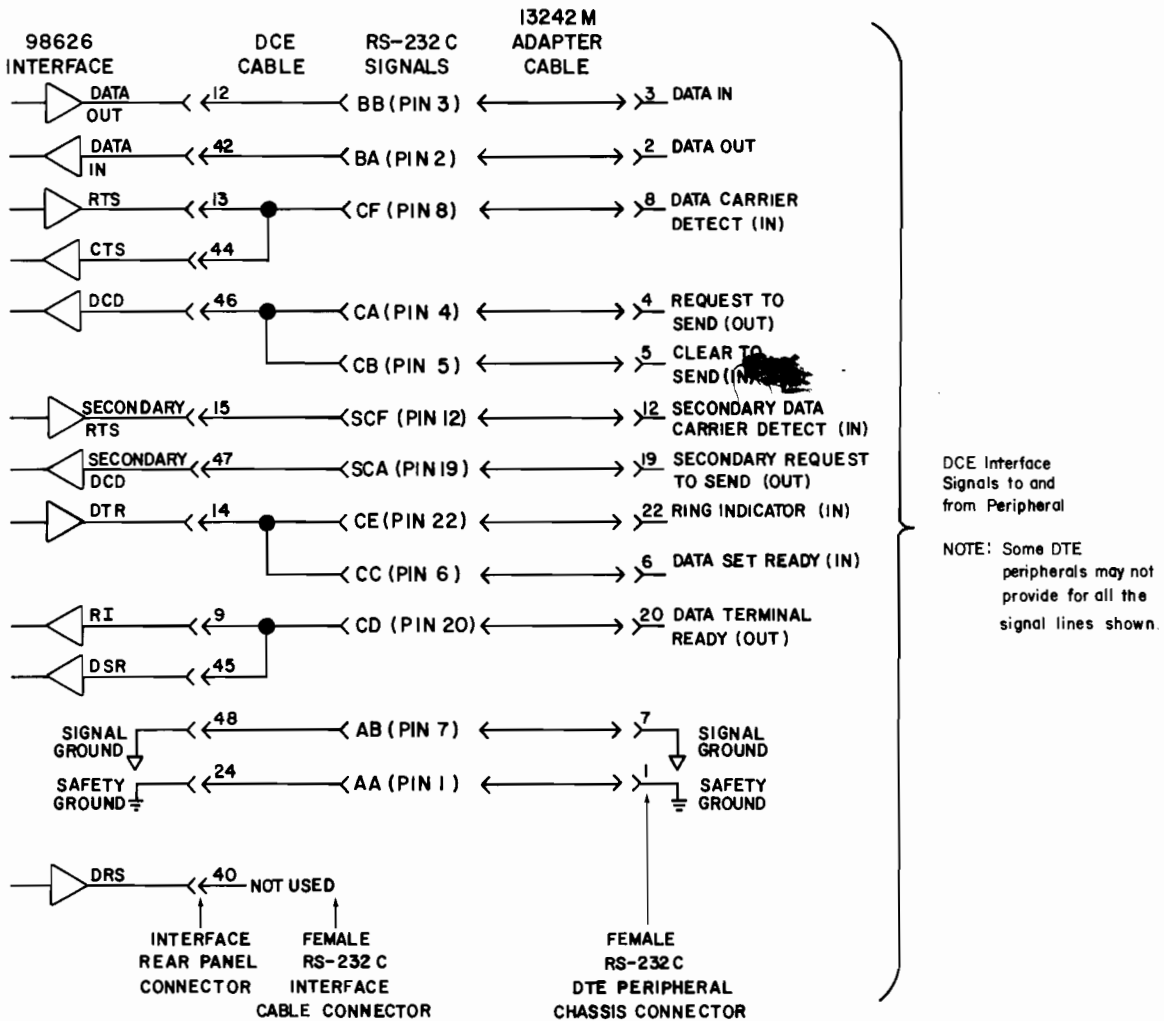 98626
INTERFACE
DCE
CABLE
RS-232C
SIGNALS
13242M
ADAPTER
CABLE
DATA OUT 12 BB (PIN 3) 3 DATA IN
DATA IN 42 BA (PIN 2) 2 DATA OUT
RTS 13 CF (PIN 8) 8 DATA CARRIER
DETECT (IN)
CTS 44
DCD 46 CA (PIN 4) 4 REQUEST TO
SEND (OUT)
CB (PIN 5) 5 CLEAR TO
SEND (IN)
SECONDARY RTS 15 SCF (PIN 12) 12 SECONDARY DATA
CARRIER DETECT (IN)
SECONDARY DCD 47 SCA (PIN 19) 19 SECONDARY REQUEST
TO SEND (OUT)
DTR 14 CE (PIN 22) 22 RING INDICATOR (IN)
CC (PIN 6) 6 DATA SET READY (IN)
RI 9 CD (PIN 20) 20 DATA TERMINAL
READY (OUT)
DSR 45
SIGNAL
GROUND
48 AB (PIN 7) 7
SIGNAL
GROUND
SAFETY
GROUND
24 AA (PIN 1) 1
SAFETY
GROUND
DRS 40 NOT USED
INTERFACE
REAR PANEL
CONNECTOR
FEMALE
RS-232C
INTERFACE
CABLE CONNECTOR
FEMALE
RS-232C
DTE PERIPHERAL
CHASSIS CONNECTOR
DCE Interface
Signals to and
from Peripheral
NOTE: Some DTE
peripherals may not
provide for all the
signal lines shown.